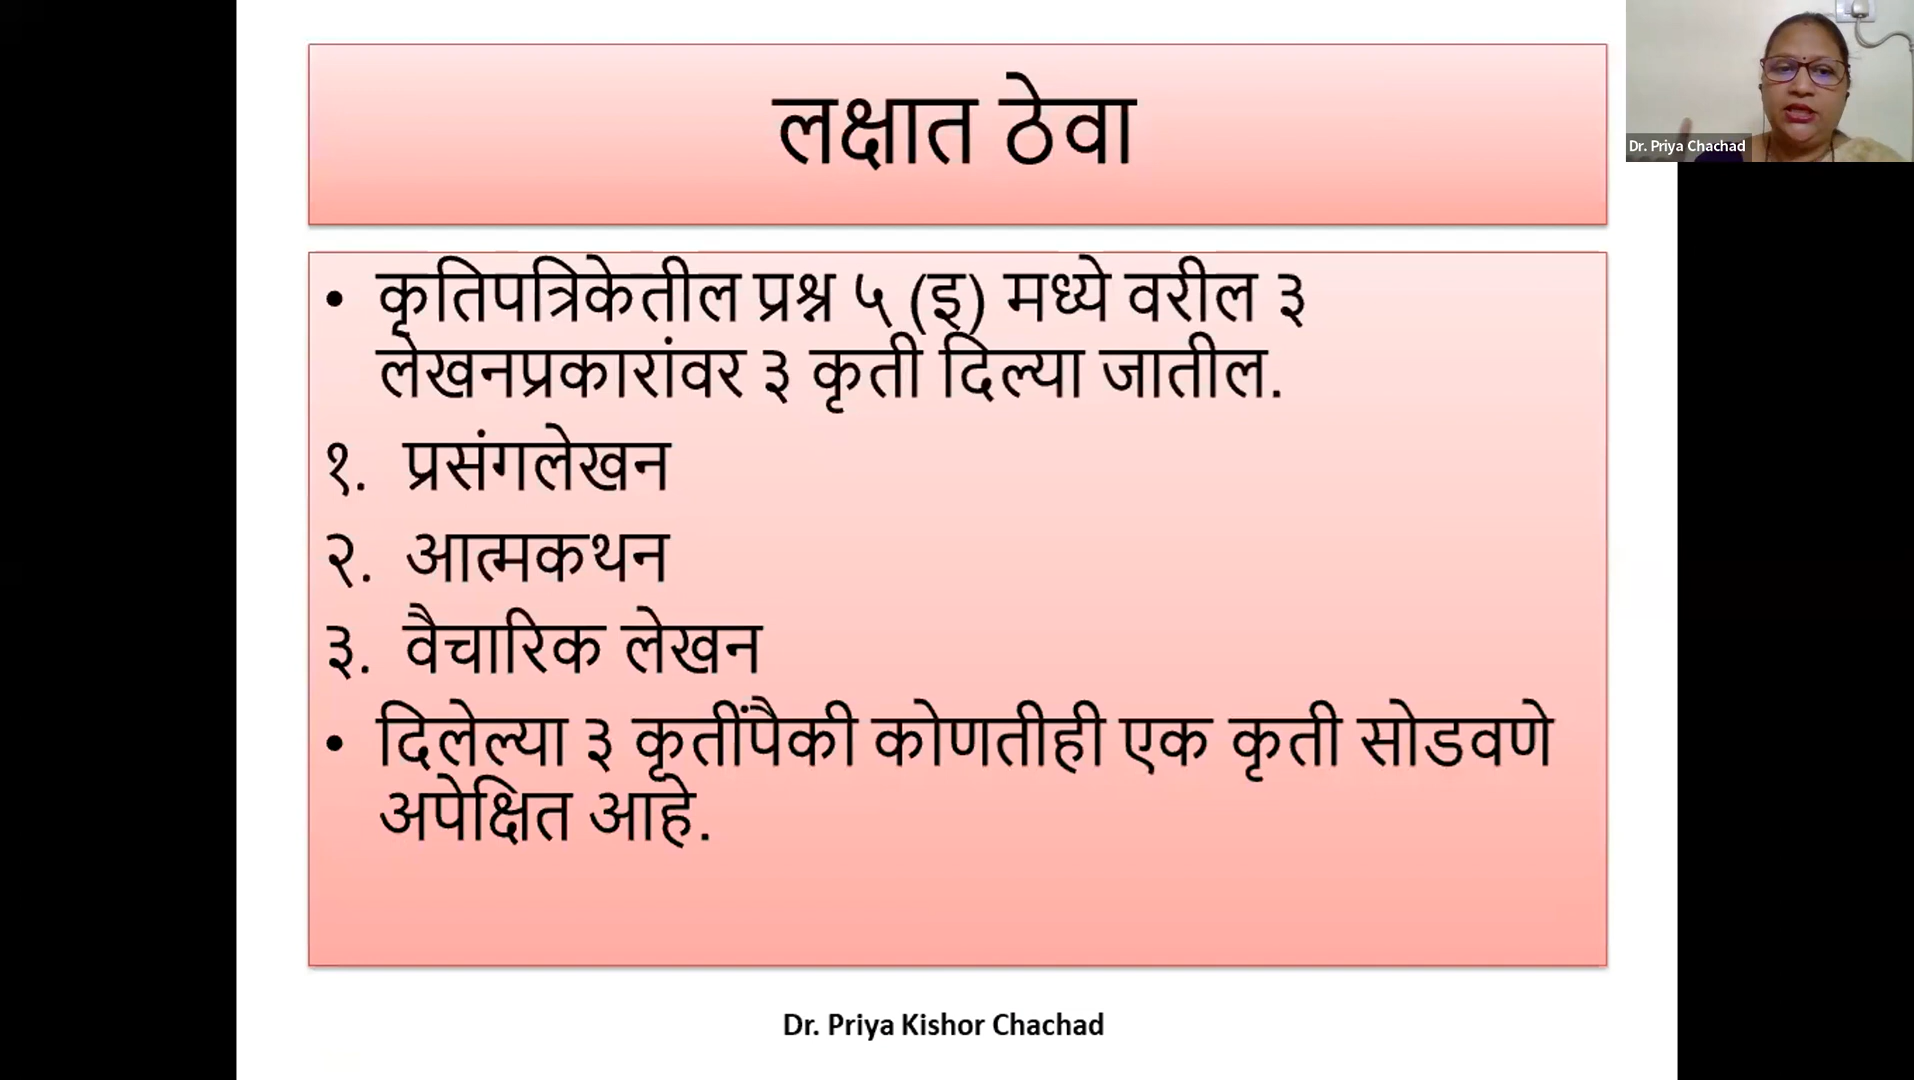 लक्षात ठेवा
Dr. Priya Chachad
• कृतिपत्रिकेतील प्रश्न ५ (इ) मध्ये वरील ३
लेखनप्रकारांवर ३ कृती दिल्या जातील.
१. प्रसंगलेखन
२. आत्मकथन
३. वैचारिक लेखन
• दिलेल्या ३ कृतींपैकी कोणतीही एक कृती सोडवणे
अपेक्षित आहे.
Dr. Priya Kishor Chachad